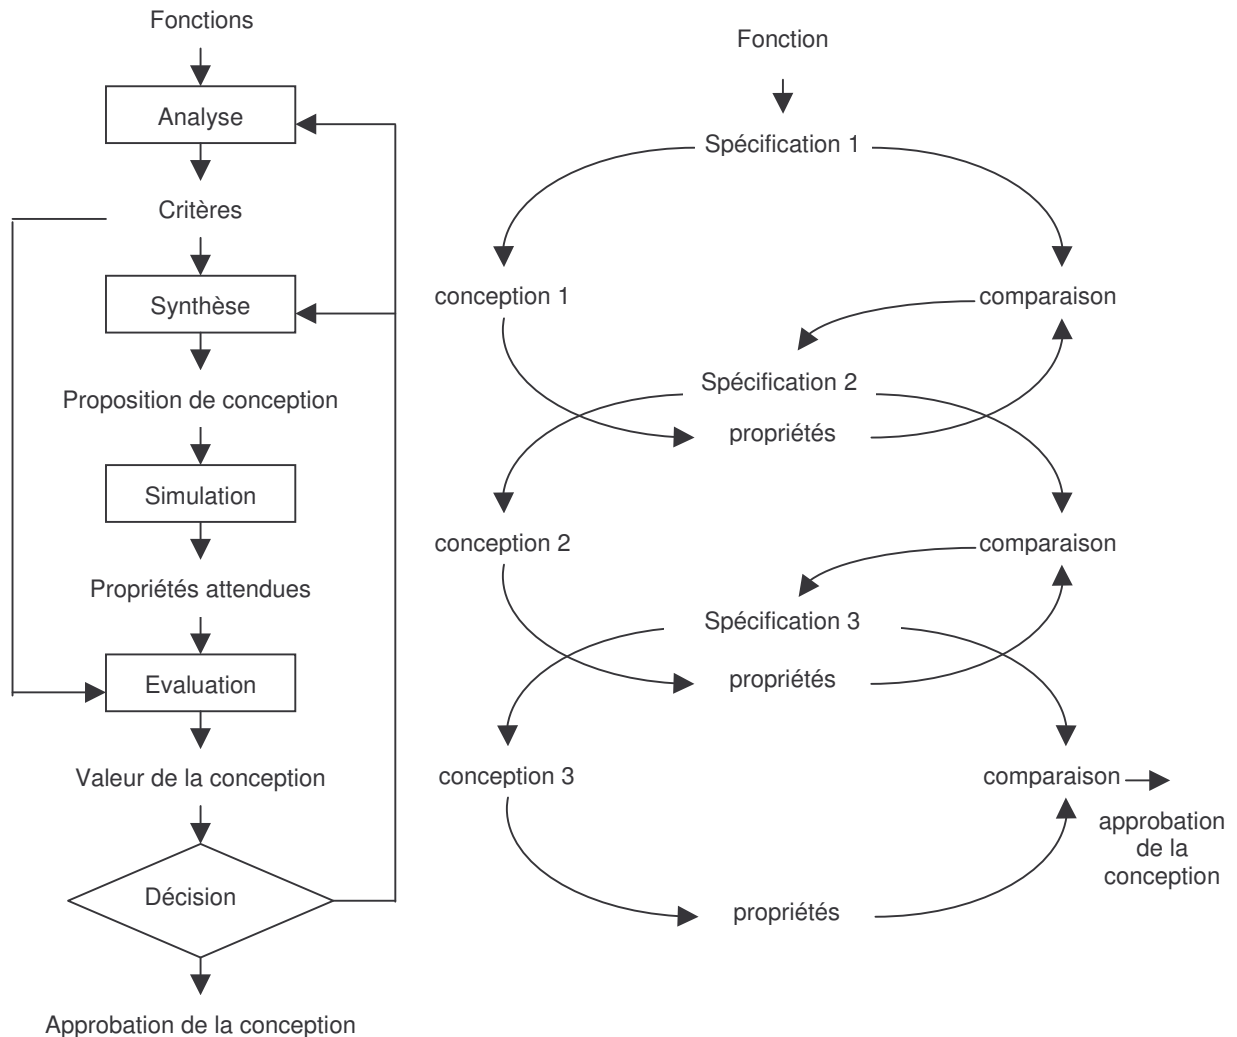 Fonctions
Analyse
Critères
Synthèse
Proposition de conception
Simulation
Propriétés attendues
Evaluation
Valeur de la conception
Décision
Approbation de la conception
Fonction
Spécification 1
conception 1
comparaison
Spécification 2
propriétés
conception 2
comparaison
Spécification 3
propriétés
conception 3
comparaison
approbation
de la
conception
propriétés